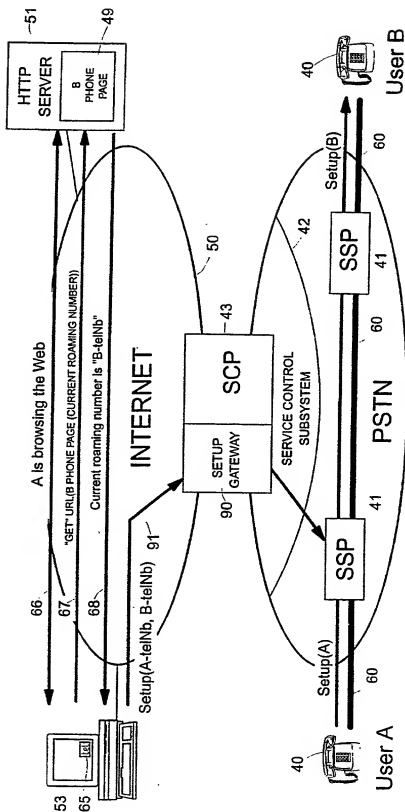 51
49
HTTP
SERVER
B
PHONE
PAGE
A Is browsing the Web
66
"GET" URL(B PHONE PAGE (CURRENT ROAMING NUMBER))
67
Current roaming number is "B-telNb"
68
53
65
Setup(A-telNb, B-telNb)
91
INTERNET
50
43
SETUP
GATEWAY
SCP
90
SERVICE CONTROL
SUBSYSTEM
42
PSTN
40
User A
Setup(A)
60
SSP
41
60
SSP
41
Setup(B)
60
40
User B